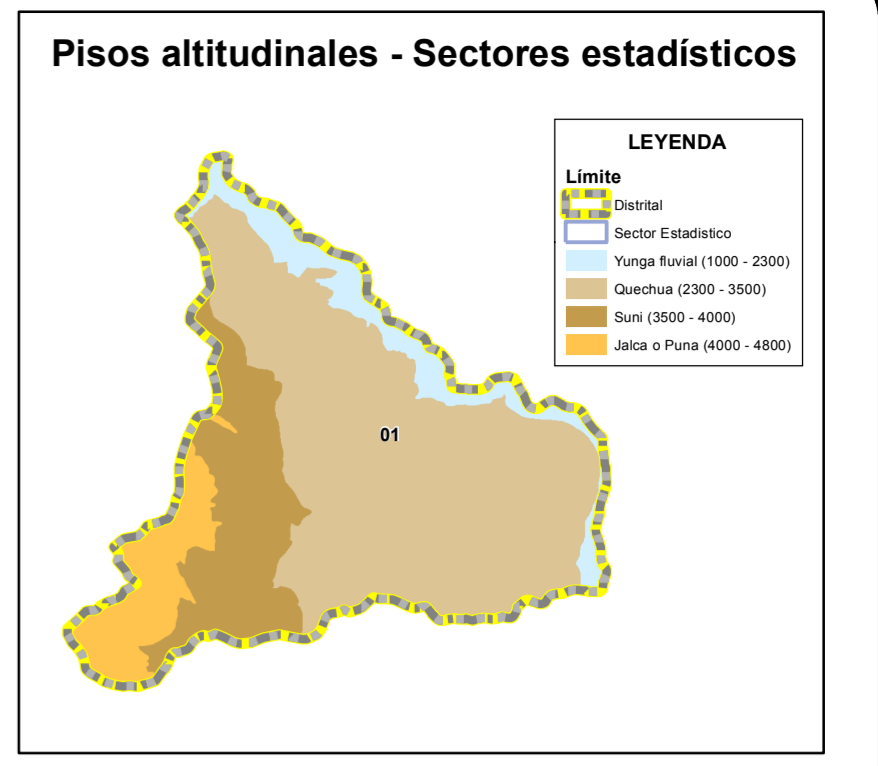 Pisos altitudinales - Sectores estadísticos
LEYENDA
Límite
Distrital
Sector Estadistico
Yunga fluvial (1000 - 2300)
Quechua (2300 - 3500)
Suni (3500 - 4000)
Jalca o Puna (4000 - 4800)
01